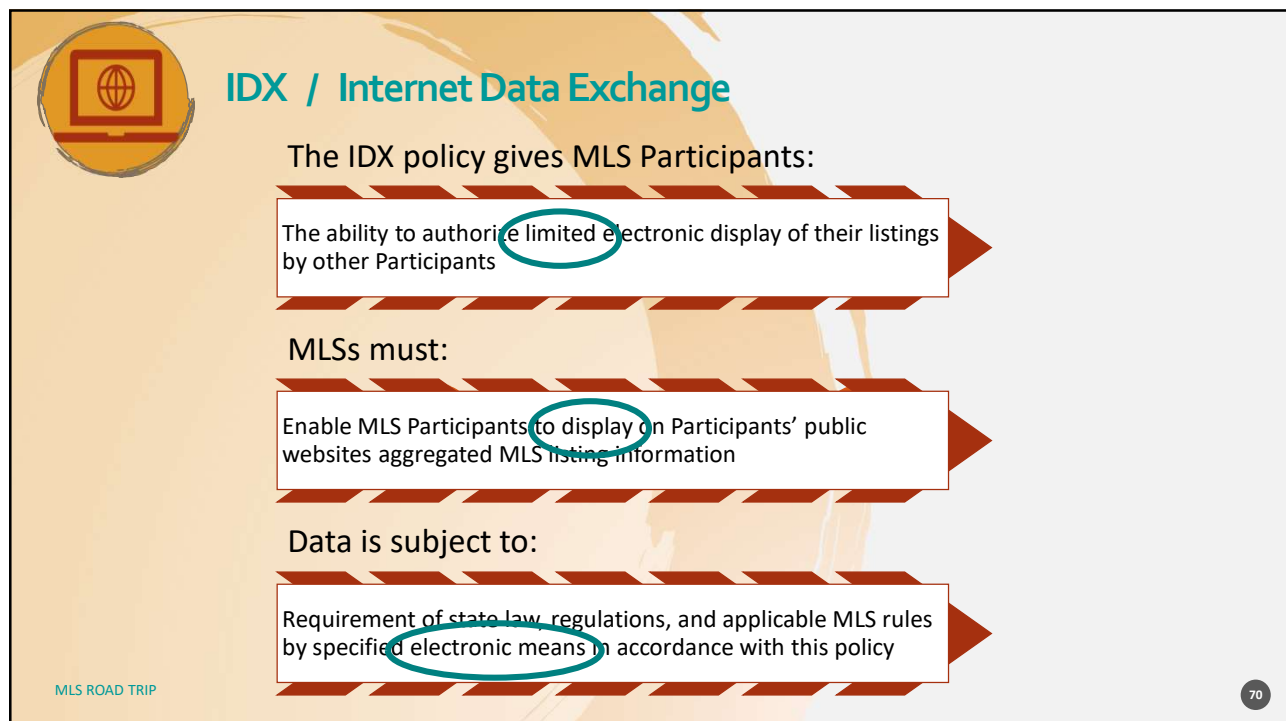 IDX / Internet Data Exchange
The IDX policy gives MLS Participants:
The ability to authorize limited electronic display of their listings
by other Participants
MLSs must:
Enable MLS Participants to display on Participants’ public
websites aggregated MLS listing information
Data is subject to:
Requirement of state law, regulations, and applicable MLS rules
by specified electronic means in accordance with this policy
MLS ROAD TRIP
70